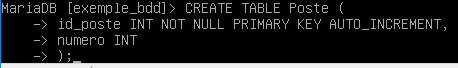 MariaDB [exemple_bdd]> CREATE TABLE Poste (
-> id_poste INT NOT NULL PRIMARY KEY AUTO_INCREMENT,
-> numero INT
-> );_